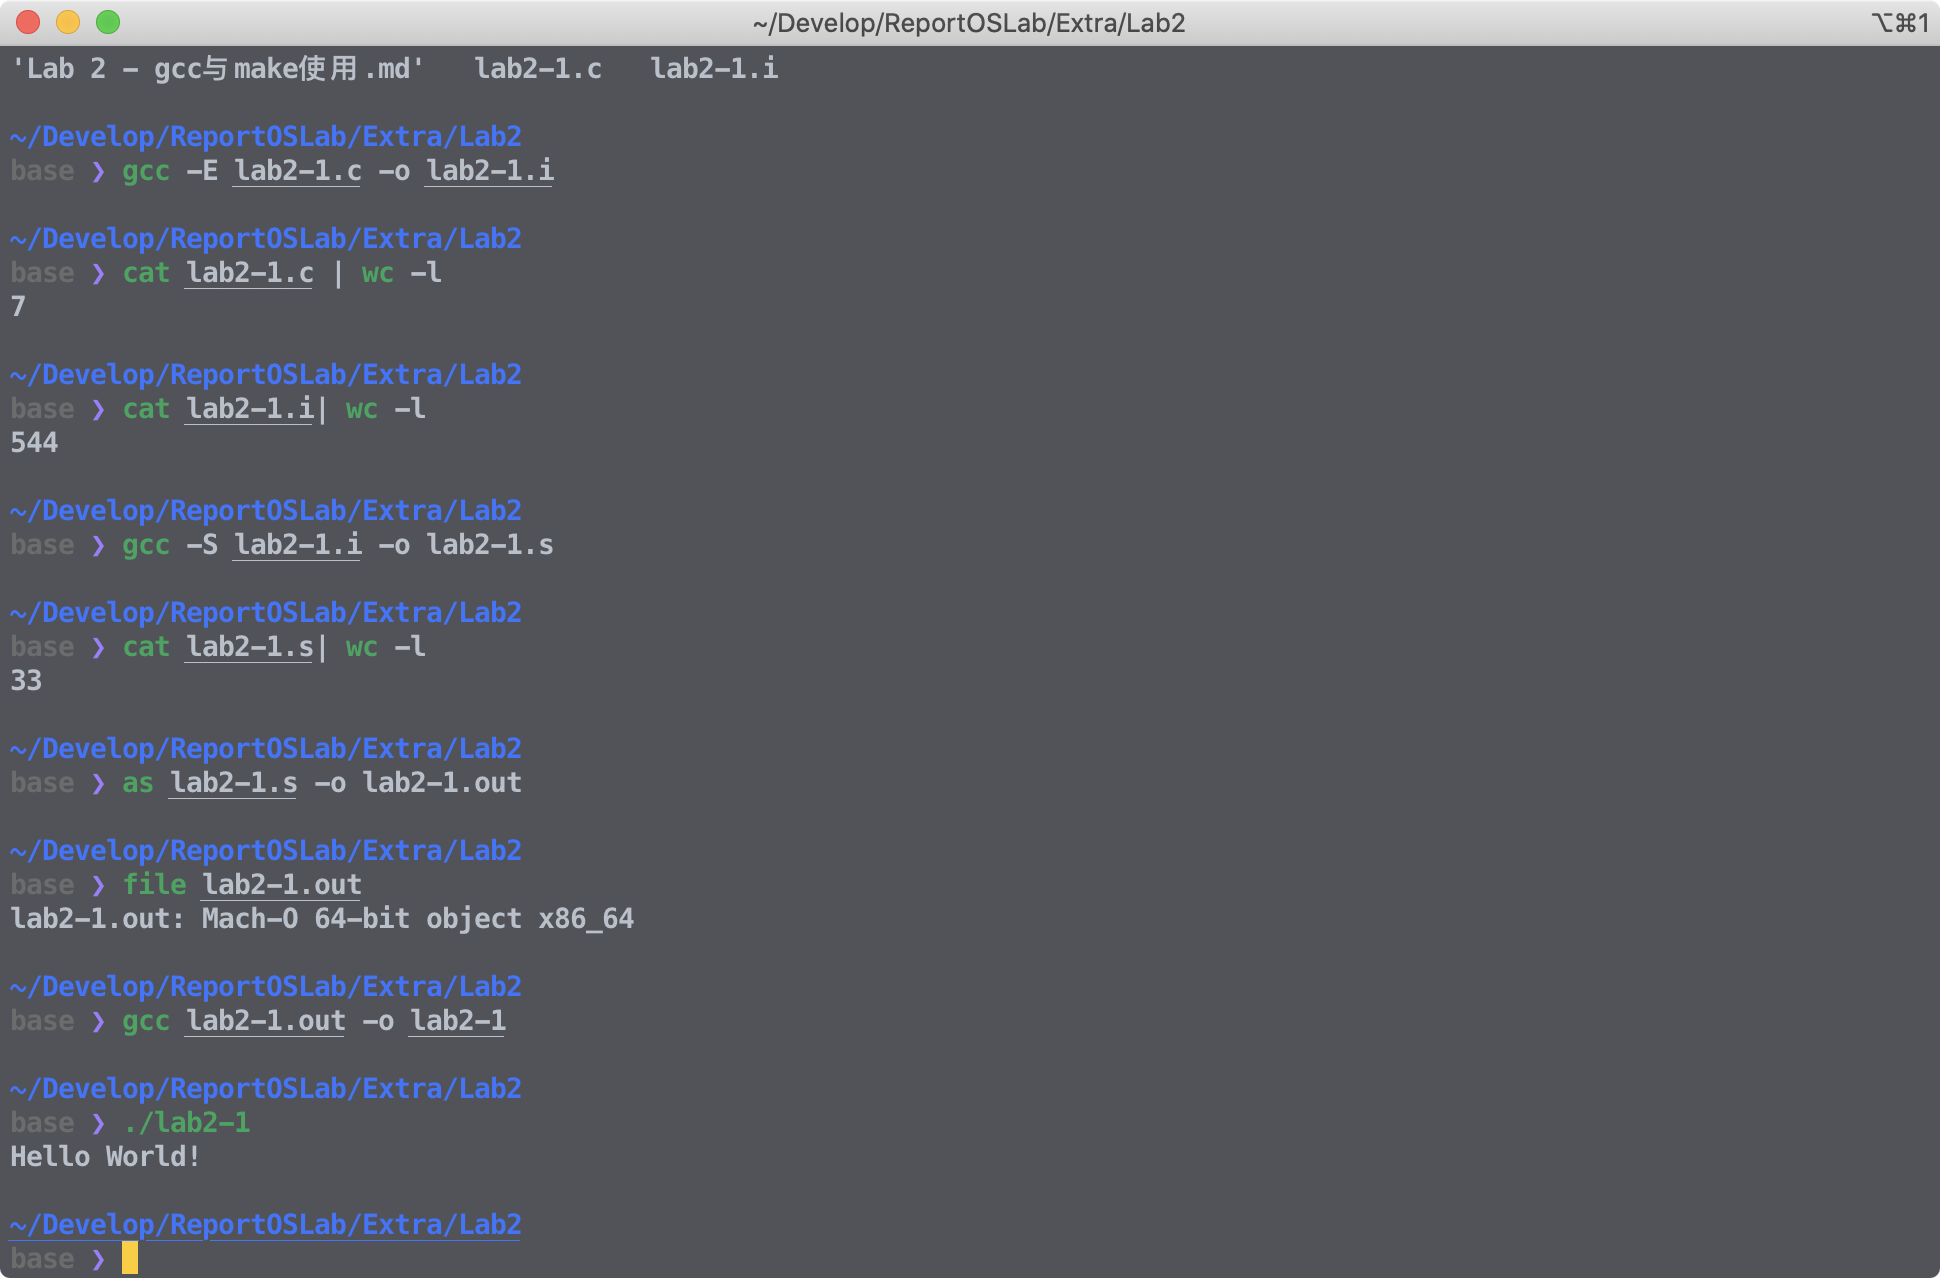 ~/Develop/ReportOSLab/Extra/Lab2 ⌥⌘1
'Lab 2 - gcc与make使用.md' lab2-1.c lab2-1.i
~/Develop/ReportOSLab/Extra/Lab2
base ❯ gcc -E lab2-1.c -o lab2-1.i
~/Develop/ReportOSLab/Extra/Lab2
base ❯ cat lab2-1.c | wc -l
7
~/Develop/ReportOSLab/Extra/Lab2
base ❯ cat lab2-1.i| wc -l
544
~/Develop/ReportOSLab/Extra/Lab2
base ❯ gcc -S lab2-1.i -o lab2-1.s
~/Develop/ReportOSLab/Extra/Lab2
base ❯ cat lab2-1.s| wc -l
33
~/Develop/ReportOSLab/Extra/Lab2
base ❯ as lab2-1.s -o lab2-1.out
~/Develop/ReportOSLab/Extra/Lab2
base ❯ file lab2-1.out
lab2-1.out: Mach-O 64-bit object x86_64
~/Develop/ReportOSLab/Extra/Lab2
base ❯ gcc lab2-1.out -o lab2-1
~/Develop/ReportOSLab/Extra/Lab2
base ❯ ./lab2-1
Hello World!
~/Develop/ReportOSLab/Extra/Lab2
base ❯